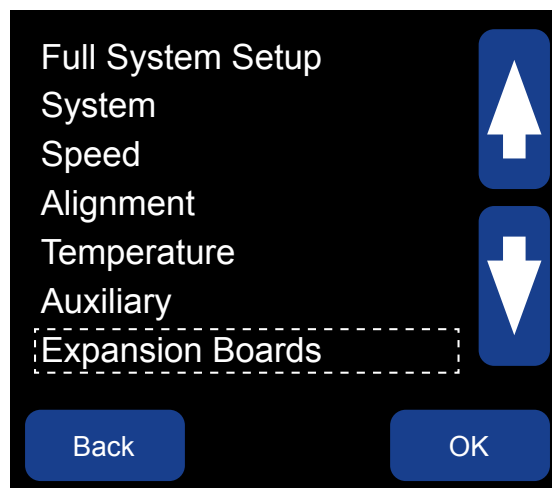 Full System Setup
System
Speed
Alignment
Temperature
Auxiliary
Expansion Boards
Back
OK